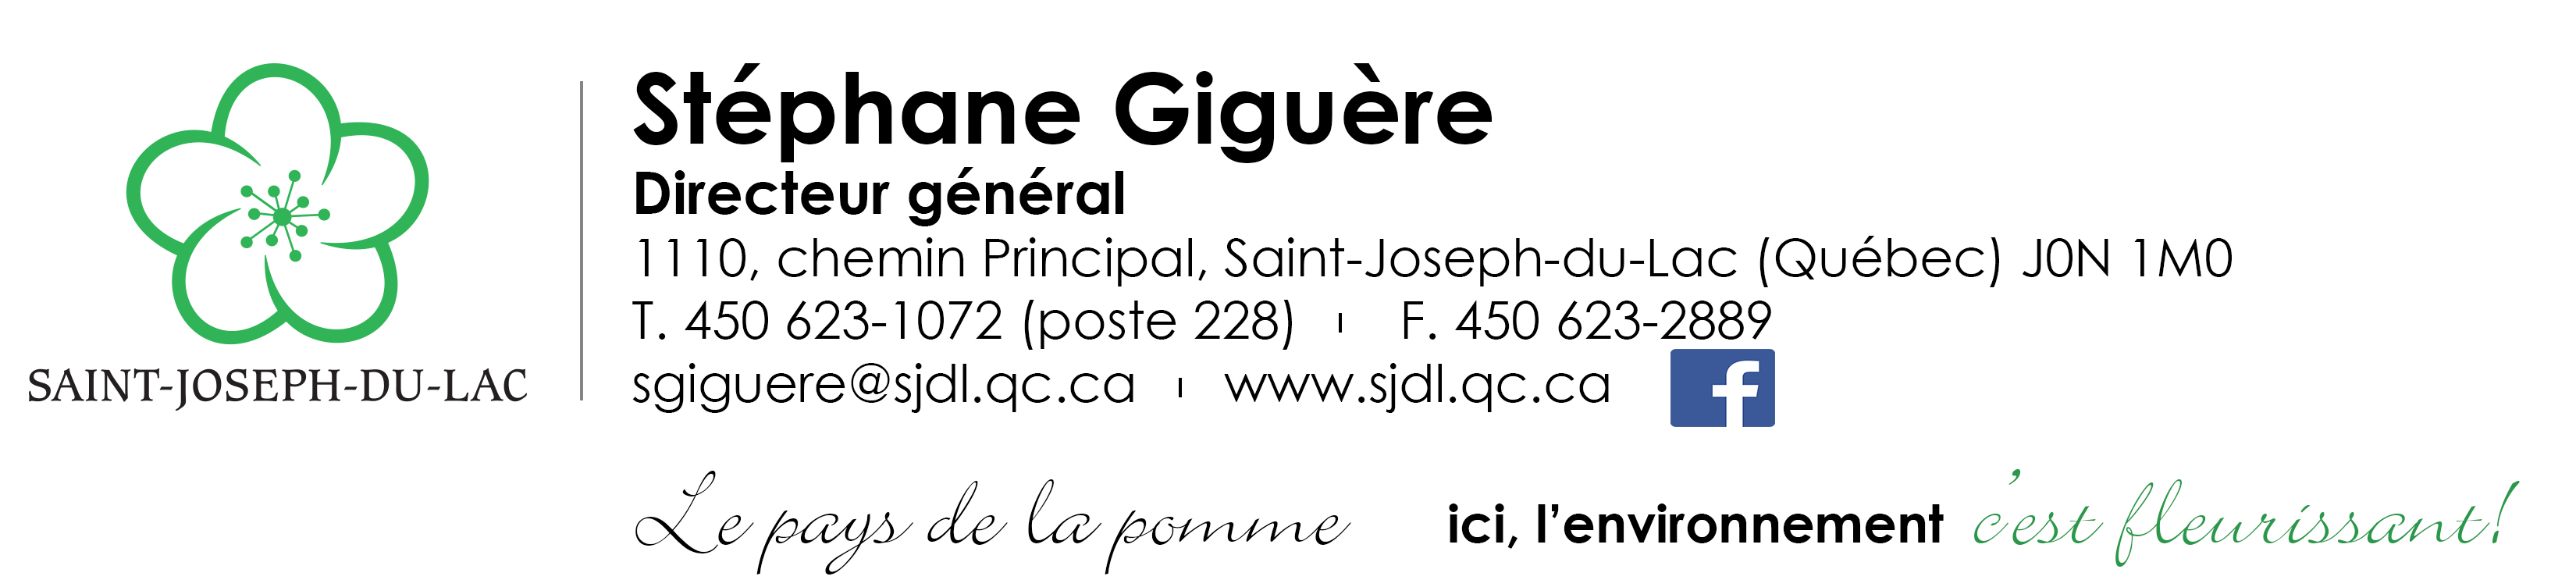 SAINT-JOSEPH-DU-LAC
Stéphane Giguère
Directeur général
1110, chemin Principal, Saint-Joseph-du-Lac (Québec) J0N 1M0
T. 450 623-1072 (poste 228) ı F. 450 623-2889
sgiguere@sjdl.qc.ca ı www.sjdl.qc.ca f
Le pays de la pomme ici, l’environnement c’est fleurissant!